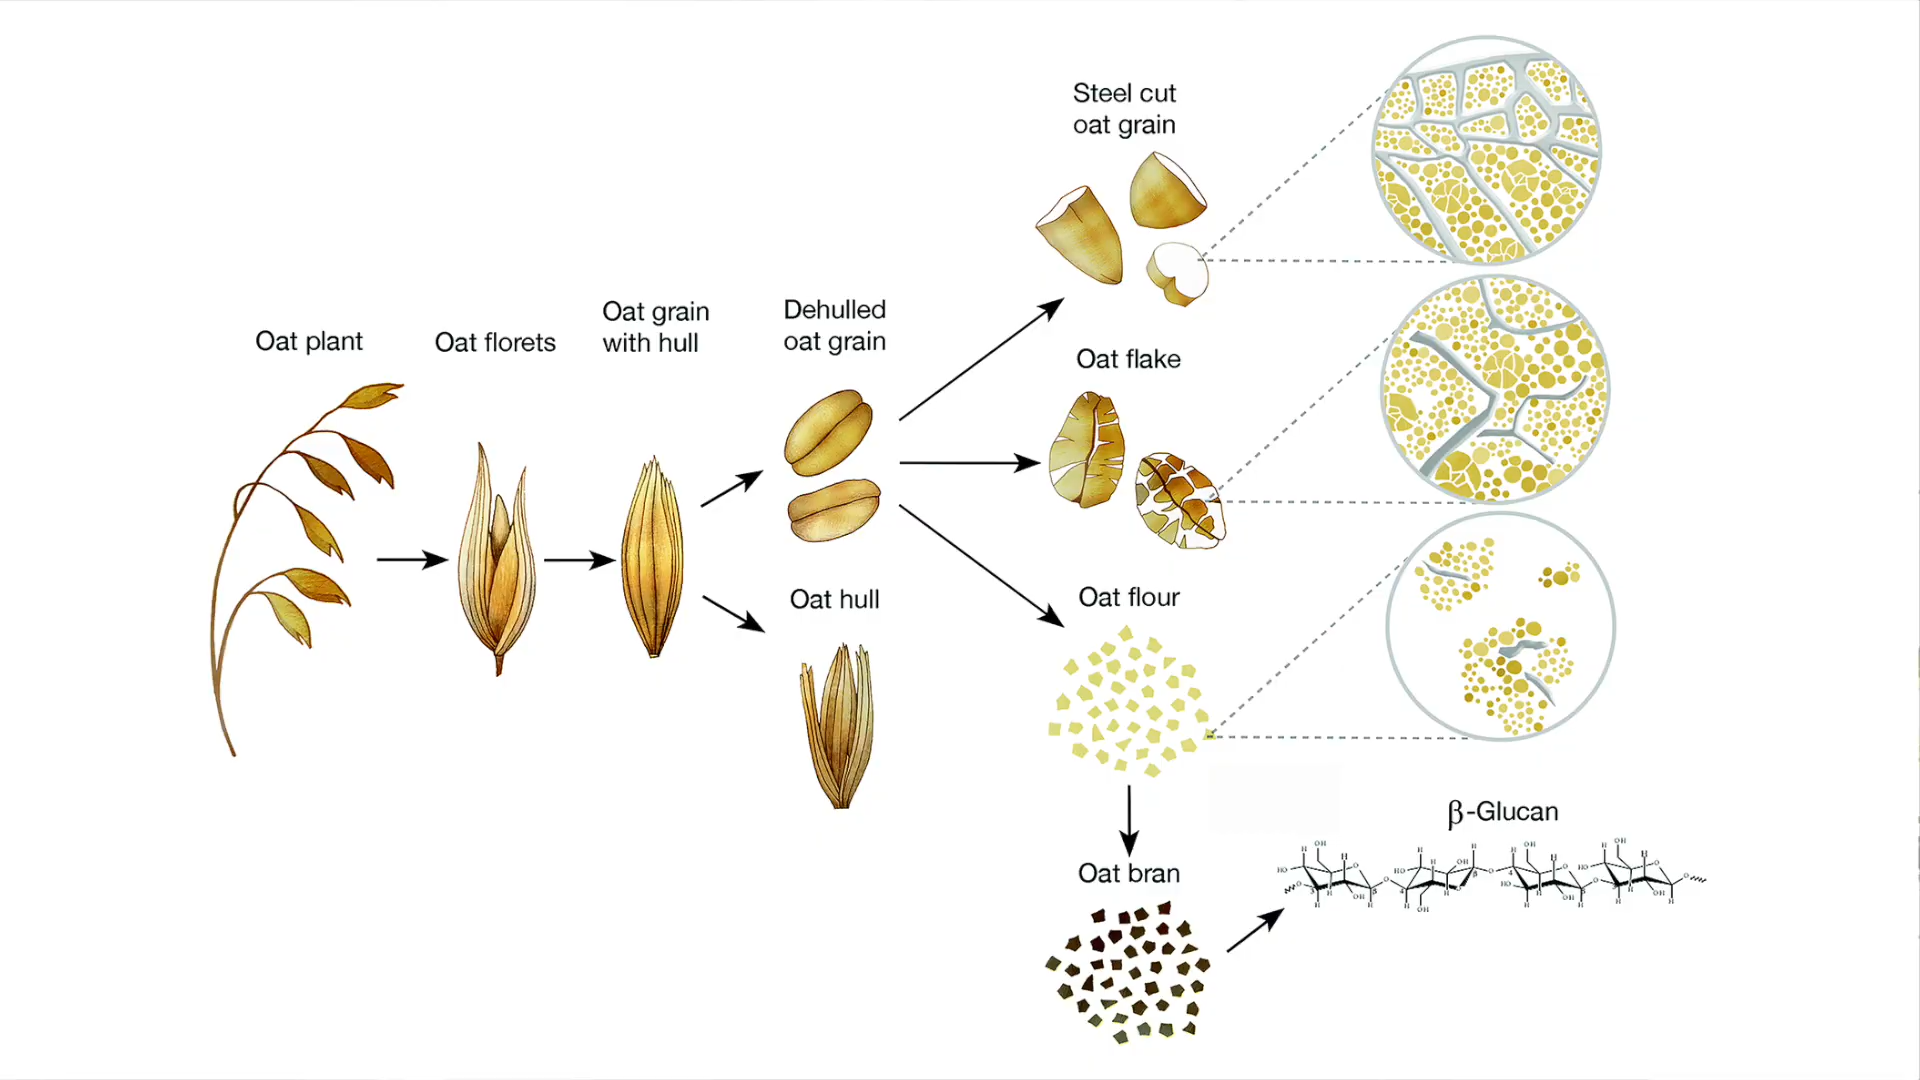 Steel cut
oat grain
Oat plant
Oat florets
Oat grain
with hull
Dehulled
oat grain
Oat flake
Oat hull
Oat flour
Oat bran
β-Glucan